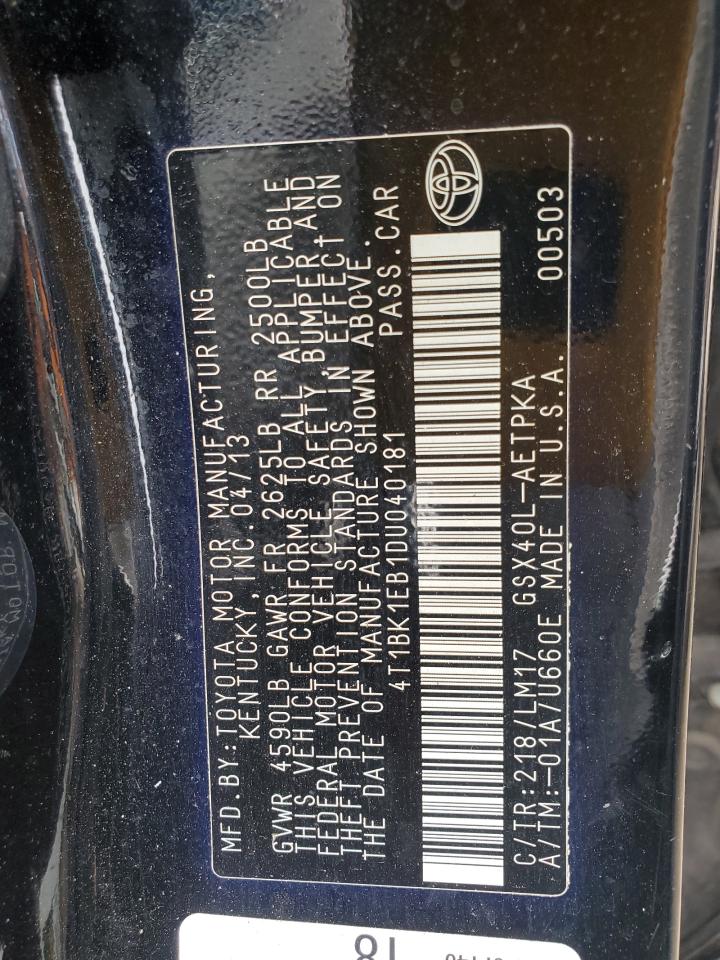 MFD.BY:TOYOTA MOTOR MANUFACTURING,
KENTUCKY,INC.04/13
GVWR 4590LB GAWR FR 2625LB RR 2500LB
THIS VEHICLE CONFORMS TO ALL APPLICABLE
FEDERAL MOTOR VEHICLE SAFETY,BUMPER,AND
THEFT PREVENTION STANDARDS IN EFFECT ON
THE DATE OF MANUFACTURE SHOWN ABOVE.
4T1BK1EB1DU040181 PASS.CAR
C/TR:218/LM17 GSX40L-AETPKA
A/TM:-01A/U660E MADE IN U.S.A. 00503
18